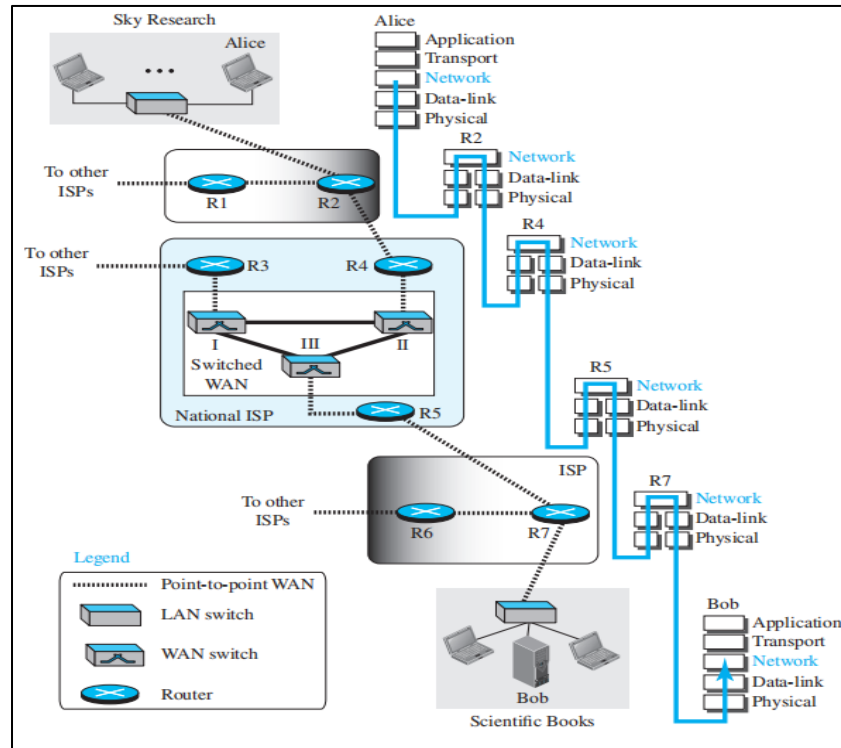 Sky Research
Alice
Alice
Application
Transport
Network
Data-link
Physical
R2
Network
Data-link
Physical
To other
ISPs
R1
R2
R4
Network
Data-link
Physical
To other
ISPs
R3
R4
I
II
III
Switched
WAN
National ISP
R5
R5
Network
Data-link
Physical
ISP
To other
ISPs
R6
R7
R7
Network
Data-link
Physical
Legend
Point-to-point WAN
LAN switch
WAN switch
Router
Bob
Scientific Books
Bob
Application
Transport
Network
Data-link
Physical